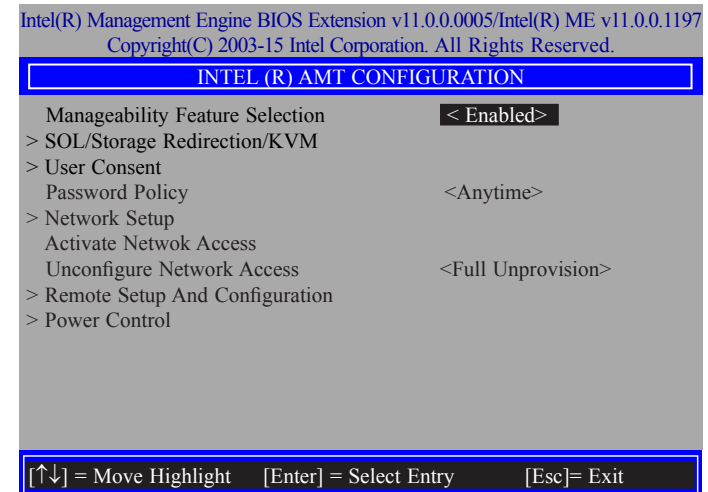 Intel(R) Management Engine BIOS Extension v11.0.0.0005/Intel(R) ME v11.0.0.1197
Copyright(C) 2003-15 Intel Corporation. All Rights Reserved.
INTEL (R) AMT CONFIGURATION
Manageability Feature Selection < Enabled>
> SOL/Storage Redirection/KVM
> User Consent
Password Policy <Anytime>
> Network Setup
Activate Netwok Access
Unconfigure Network Access <Full Unprovision>
> Remote Setup And Configuration
> Power Control
[↑↓] = Move Highlight [Enter] = Select Entry [Esc]= Exit